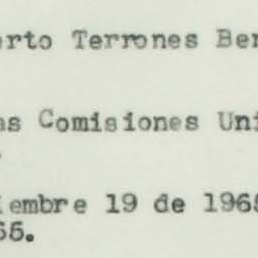 erto Terrones Ben
as Comisiones Uni
iembre 19 de 1965
65.